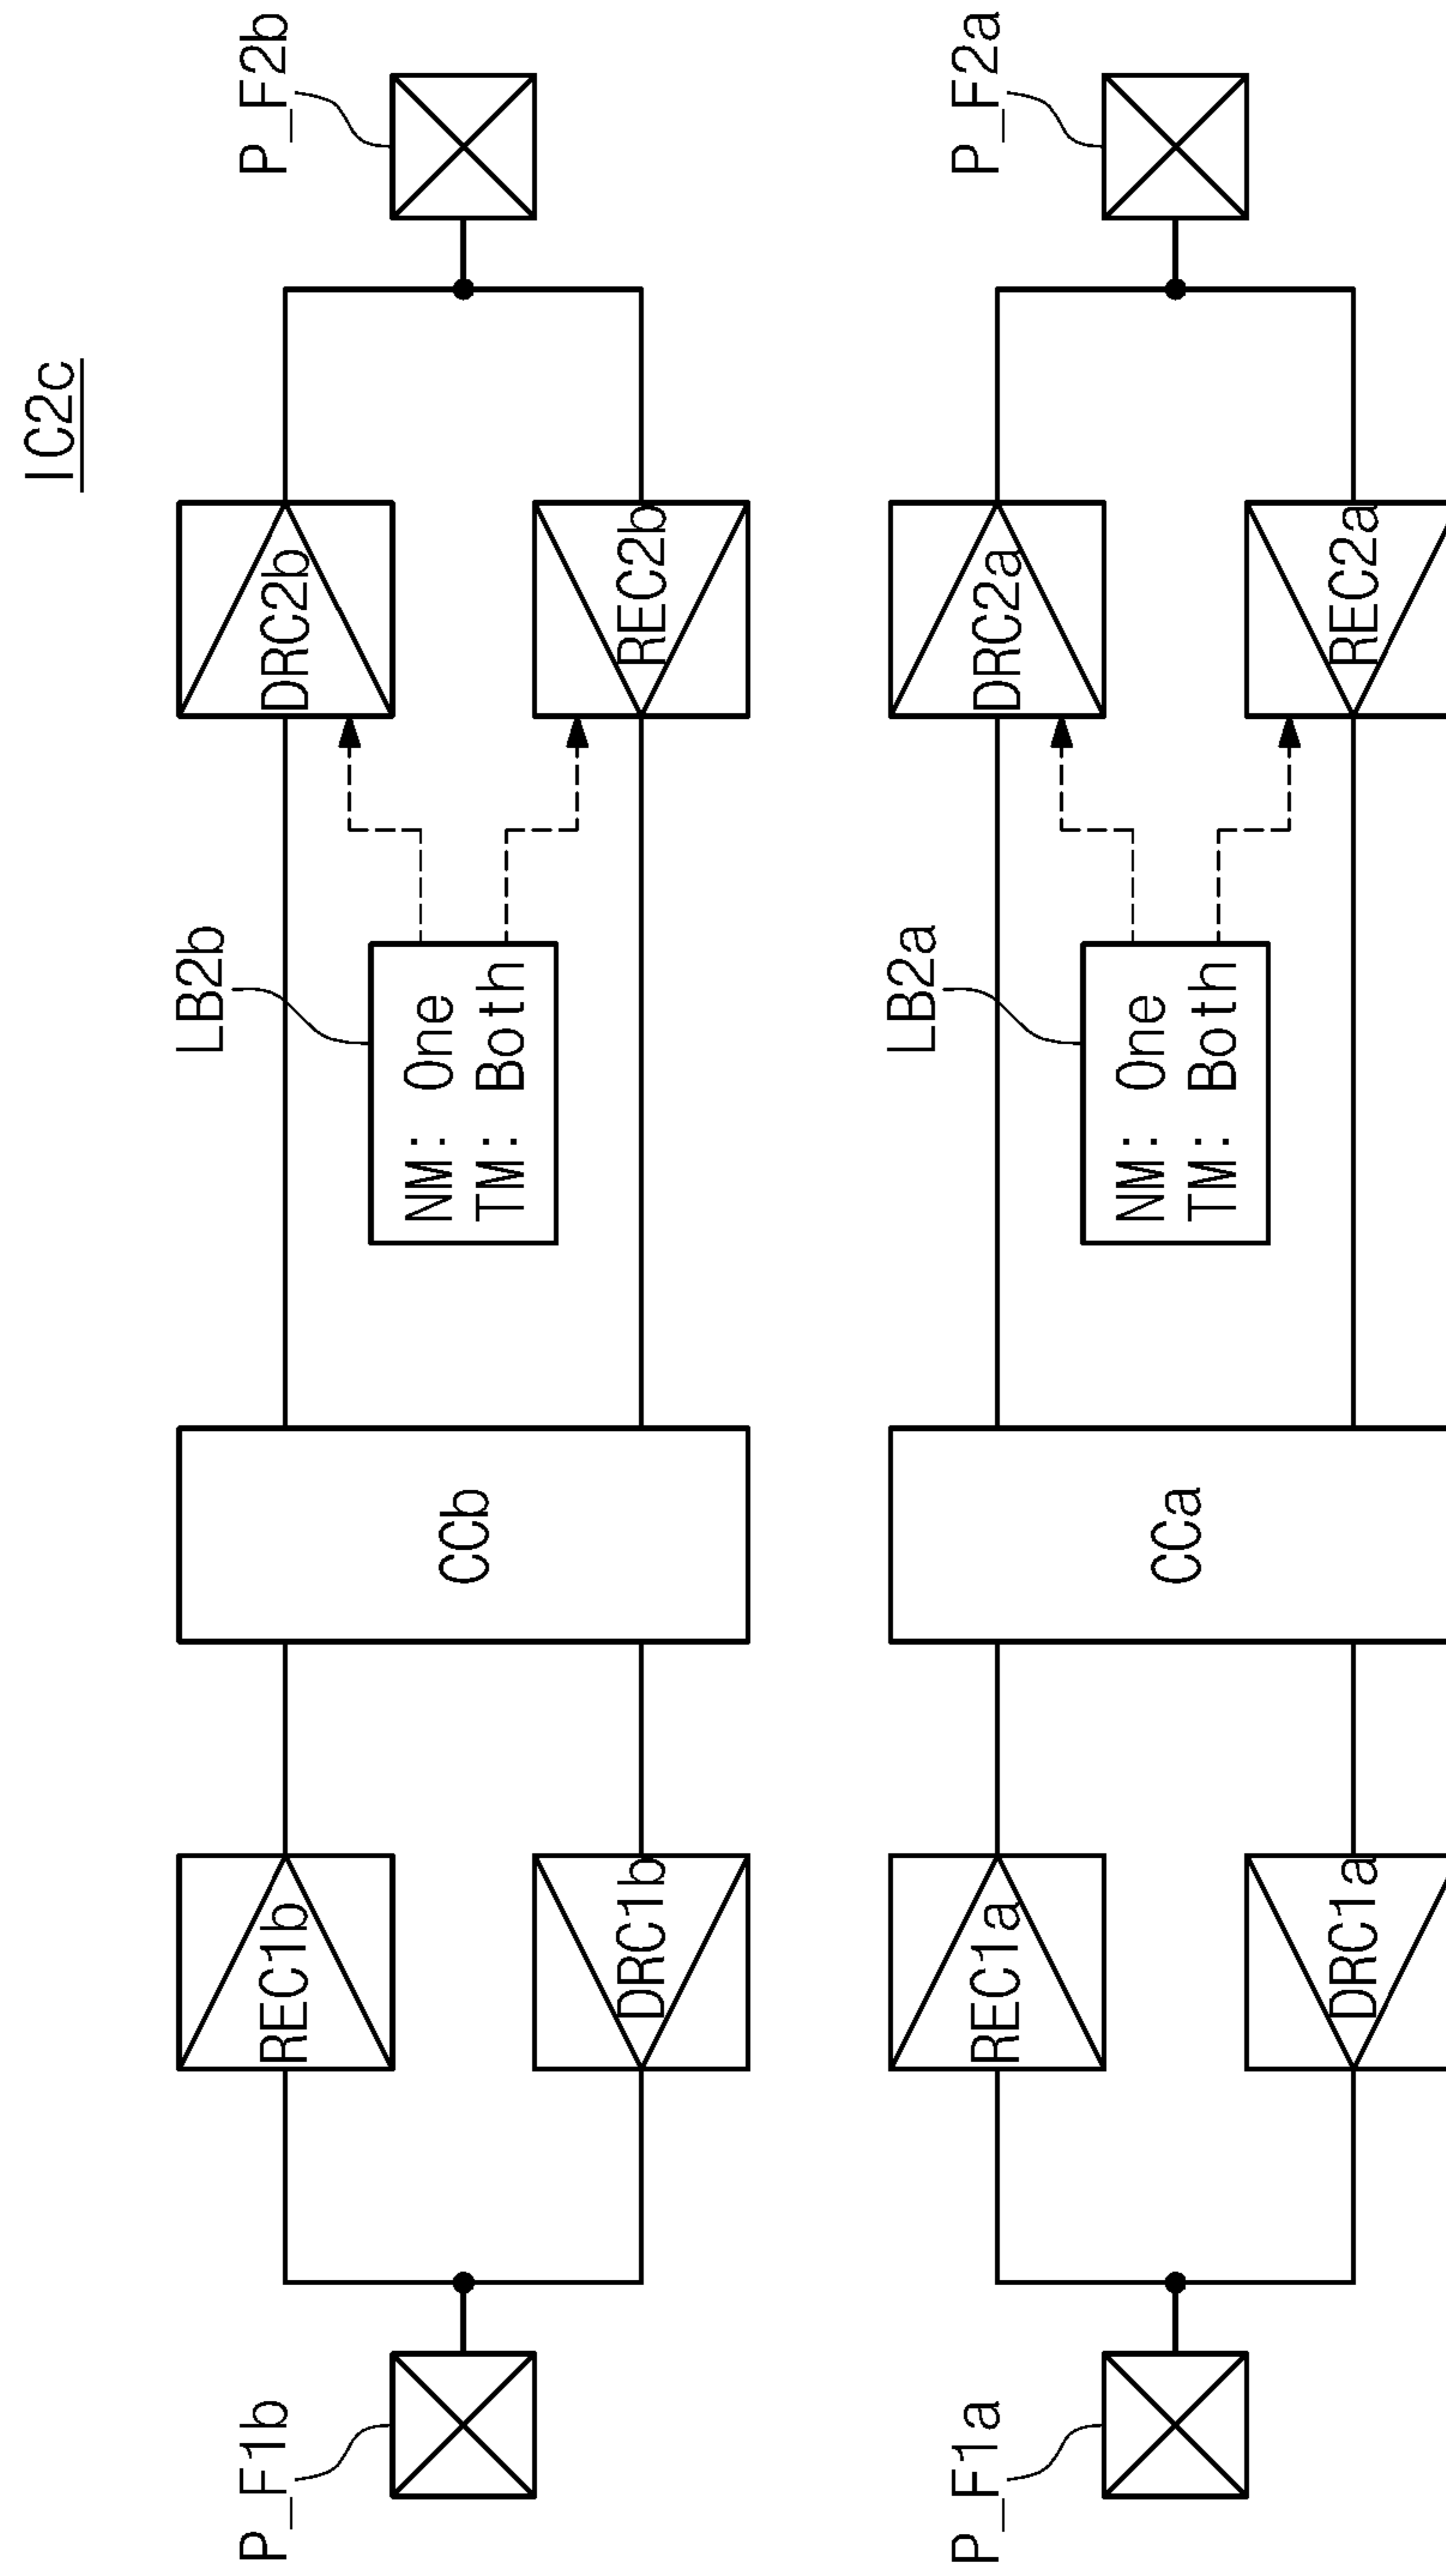 IC2c
LB2b
P_F1b
REC1b
DRC2b
P_F2b
CCb
NM: One
TM: Both
DRC1b
REC2b
LB2a
P_F1a
REC1a
DRC2a
P_F2a
CCa
NM: One
TM: Both
DRC1a
REC2a